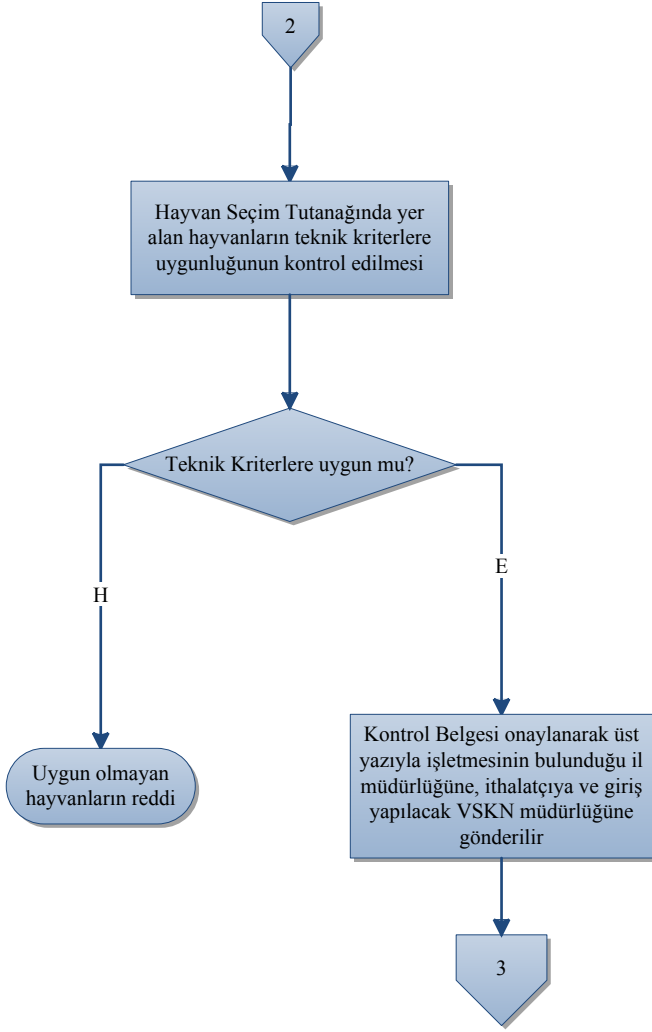 2
Hayvan Seçim Tutanağında yer
alan hayvanların teknik kriterlere
uygunluğunun kontrol edilmesi
Teknik Kriterlere uygun mu?
H
E
Uygun olmayan
hayvanların reddi
Kontrol Belgesi onaylanarak üst
yazıyla işletmesinin bulunduğu il
müdürlüğüne, ithalatçıya ve giriş
yapılacak VSKN müdürlüğüne
gönderilir
3